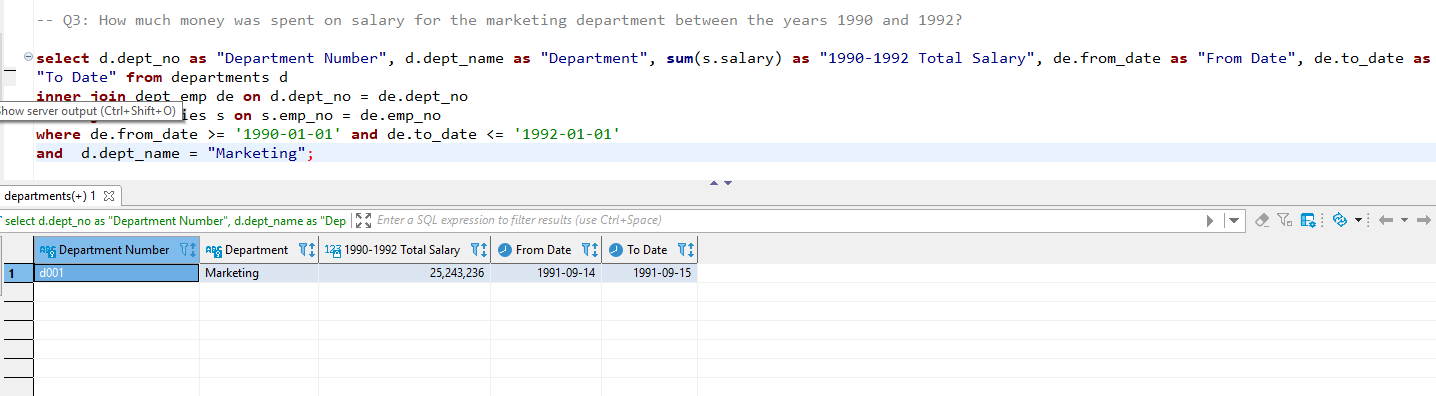 -- Q3: How much money was spent on salary for the marketing department between the years 1990 and 1992?
select d.dept_no as "Department Number", d.dept_name as "Department", sum(s.salary) as "1990-1992 Total Salary", de.from_date as "From Date", de.to_date as
"To Date" from departments d
inner join dept_emp de on d.dept_no = de.dept_no
Show server output (Ctrl+Shift+O) ies s on s.emp_no = de.emp_no
where de.from_date >= '1990-01-01' and de.to_date <= '1992-01-01'
and d.dept_name = "Marketing";
departments(+) 1
select d.dept_no as "Department Number", d.dept_name as "Dep Enter a SQL expression to filter results (use Ctrl+Space)
ABC Department Number ABC Department 123 1990-1992 Total Salary From Date To Date
1 d001 Marketing 25,243,236 1991-09-14 1991-09-15